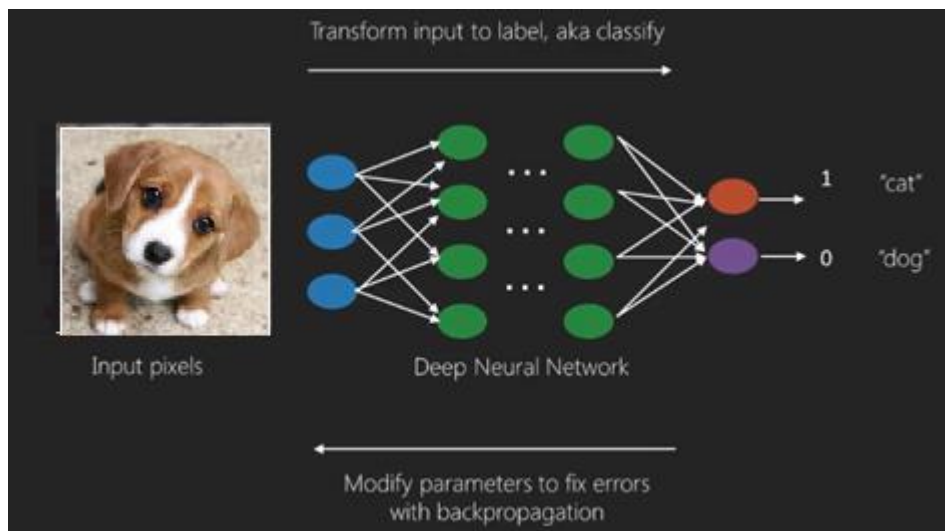 Transform input to label, aka classify
1 "cat"
0 "dog"
Input pixels
Deep Neural Network
Modify parameters to fix errors
with backpropagation